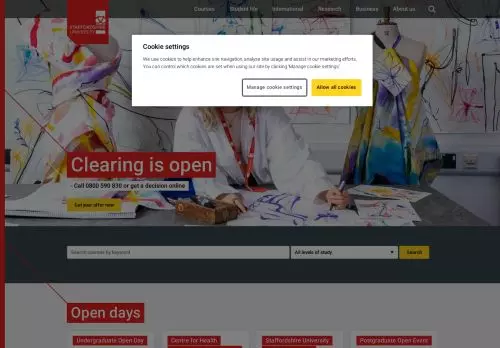 Courses Student life International Research Business About us
STAFFORDSHIRE
UNIVERSITY
Cookie settings
We use cookies to help enhance site navigation, analyse site usage and assist in our marketing efforts.
You can control which cookies are set when using our site by clicking 'Manage cookie settings'.
Manage cookie settings Allow all cookies
Clearing is open
Call 0800 590 830 or get a decision online
Get your offer now
Search courses by keyword All levels of study Search
Open days
Undergraduate Open Day Centre for Health Staffordshire University Postgraduate Open Event